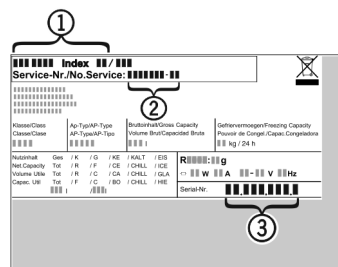 1
Index /
Service-Nr./No.Service: -
2
Klasse/Class
Classe/Clase
Ap-Typ/AP-Type
AP-Type/AP-Tipo
Bruttoinhalt/Gross Capacity
Volume Brut/Capacidad Bruta
l
Gefriervermoegen/Freezing Capacity
Pouvoir de Congel./Capac.Congeladora
kg / 24 h
Nutzinhalt Ges / K / G / KE / KALT / EIS
Net.Capacity Tot / R / F / CE / CHILL / ICE
Volume Utile Tot / R / C / CA / CHILL / GLA
Capac. Util Tot / F / C / BO / CHILL / HIE
l / l
R : g
W A - V Hz
Serial-Nr. . . .
3